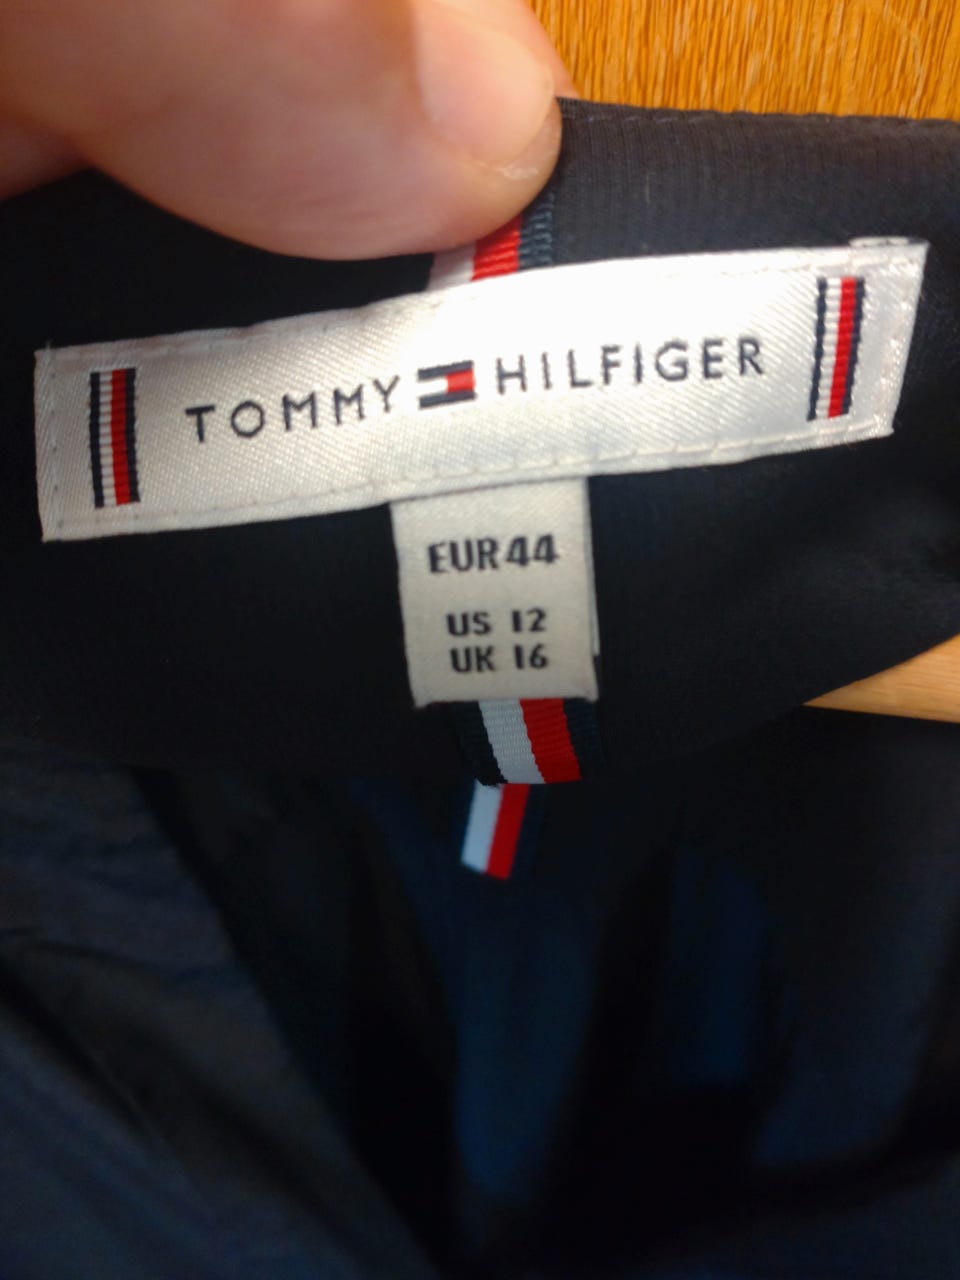 TOMMY HILFIGER
EUR 44
US 12
UK 16